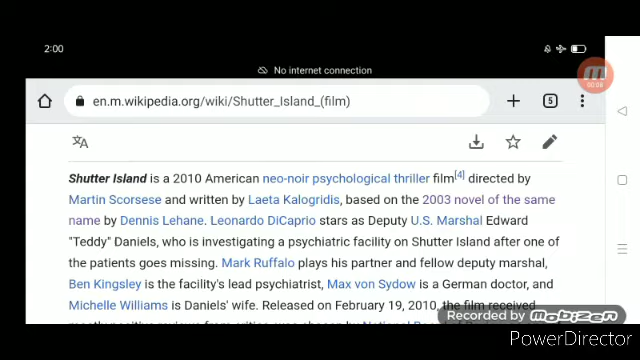 2:00
No internet connection
en.m.wikipedia.org/wiki/Shutter_Island_(film)
5
00:06
Shutter Island is a 2010 American neo-noir psychological thriller film[4] directed by
Martin Scorsese and written by Laeta Kalogridis, based on the 2003 novel of the same
name by Dennis Lehane. Leonardo DiCaprio stars as Deputy U.S. Marshal Edward
"Teddy" Daniels, who is investigating a psychiatric facility on Shutter Island after one of
the patients goes missing. Mark Ruffalo plays his partner and fellow deputy marshal,
Ben Kingsley is the facility's lead psychiatrist, Max von Sydow is a German doctor, and
Michelle Williams is Daniels' wife. Released on February 19, 2010, the film received
Recorded by MOBIZEN
PowerDirector